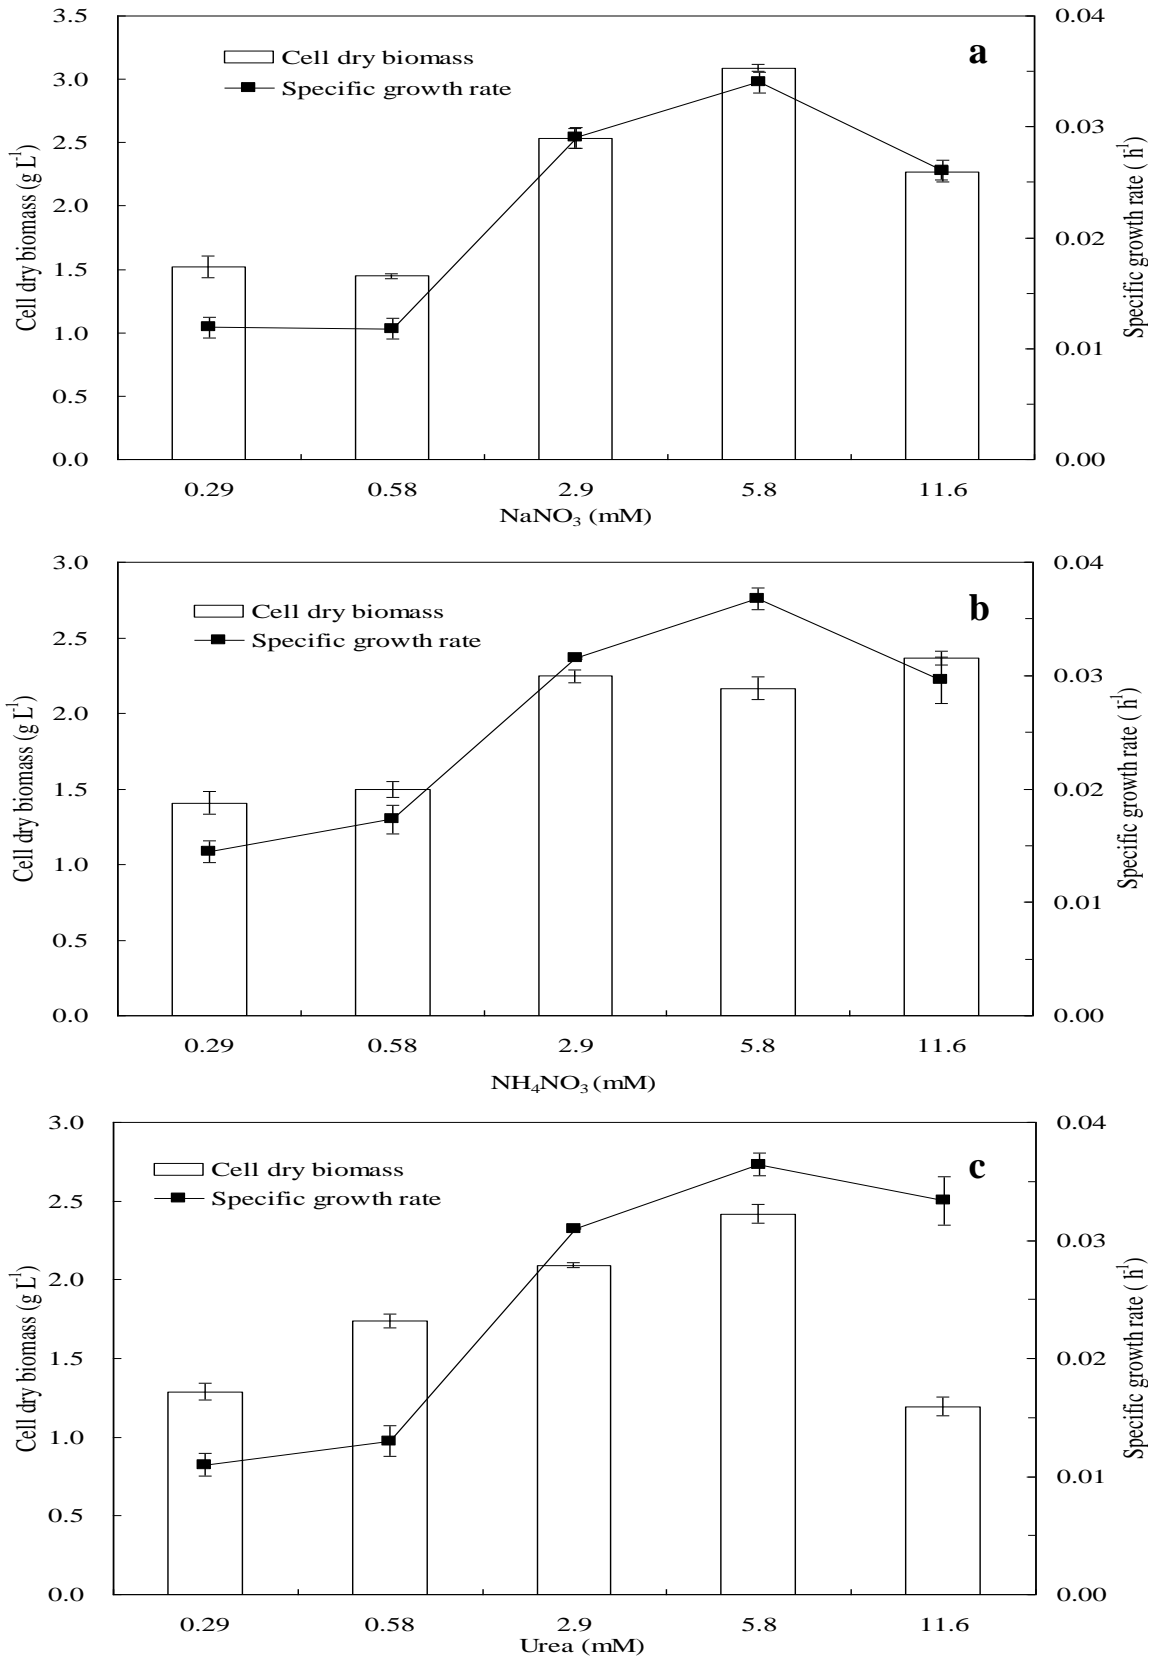 3.5
3.0
2.5
2.0
1.5
1.0
0.5
0.0
Cell dry biomass (g L⁻¹)
Cell dry biomass
Specific growth rate
a
0.04
0.03
0.02
0.01
0.00
Specific growth rate ( h⁻¹)
0.29 0.58 2.9 5.8 11.6
NaNO₃ (mM)
3.0
2.5
2.0
1.5
1.0
0.5
0.0
Cell dry biomass (g L⁻¹)
Cell dry biomass
Specific growth rate
b
0.04
0.03
0.02
0.01
0.00
Specific growth rate ( h⁻¹)
0.29 0.58 2.9 5.8 11.6
NH₄NO₃ (mM)
3.0
2.5
2.0
1.5
1.0
0.5
0.0
Cell dry biomass (g L⁻¹)
Cell dry biomass
Specific growth rate
c
0.04
0.03
0.02
0.01
0.00
Specific growth rate ( h⁻¹)
0.29 0.58 2.9 5.8 11.6
Urea (mM)